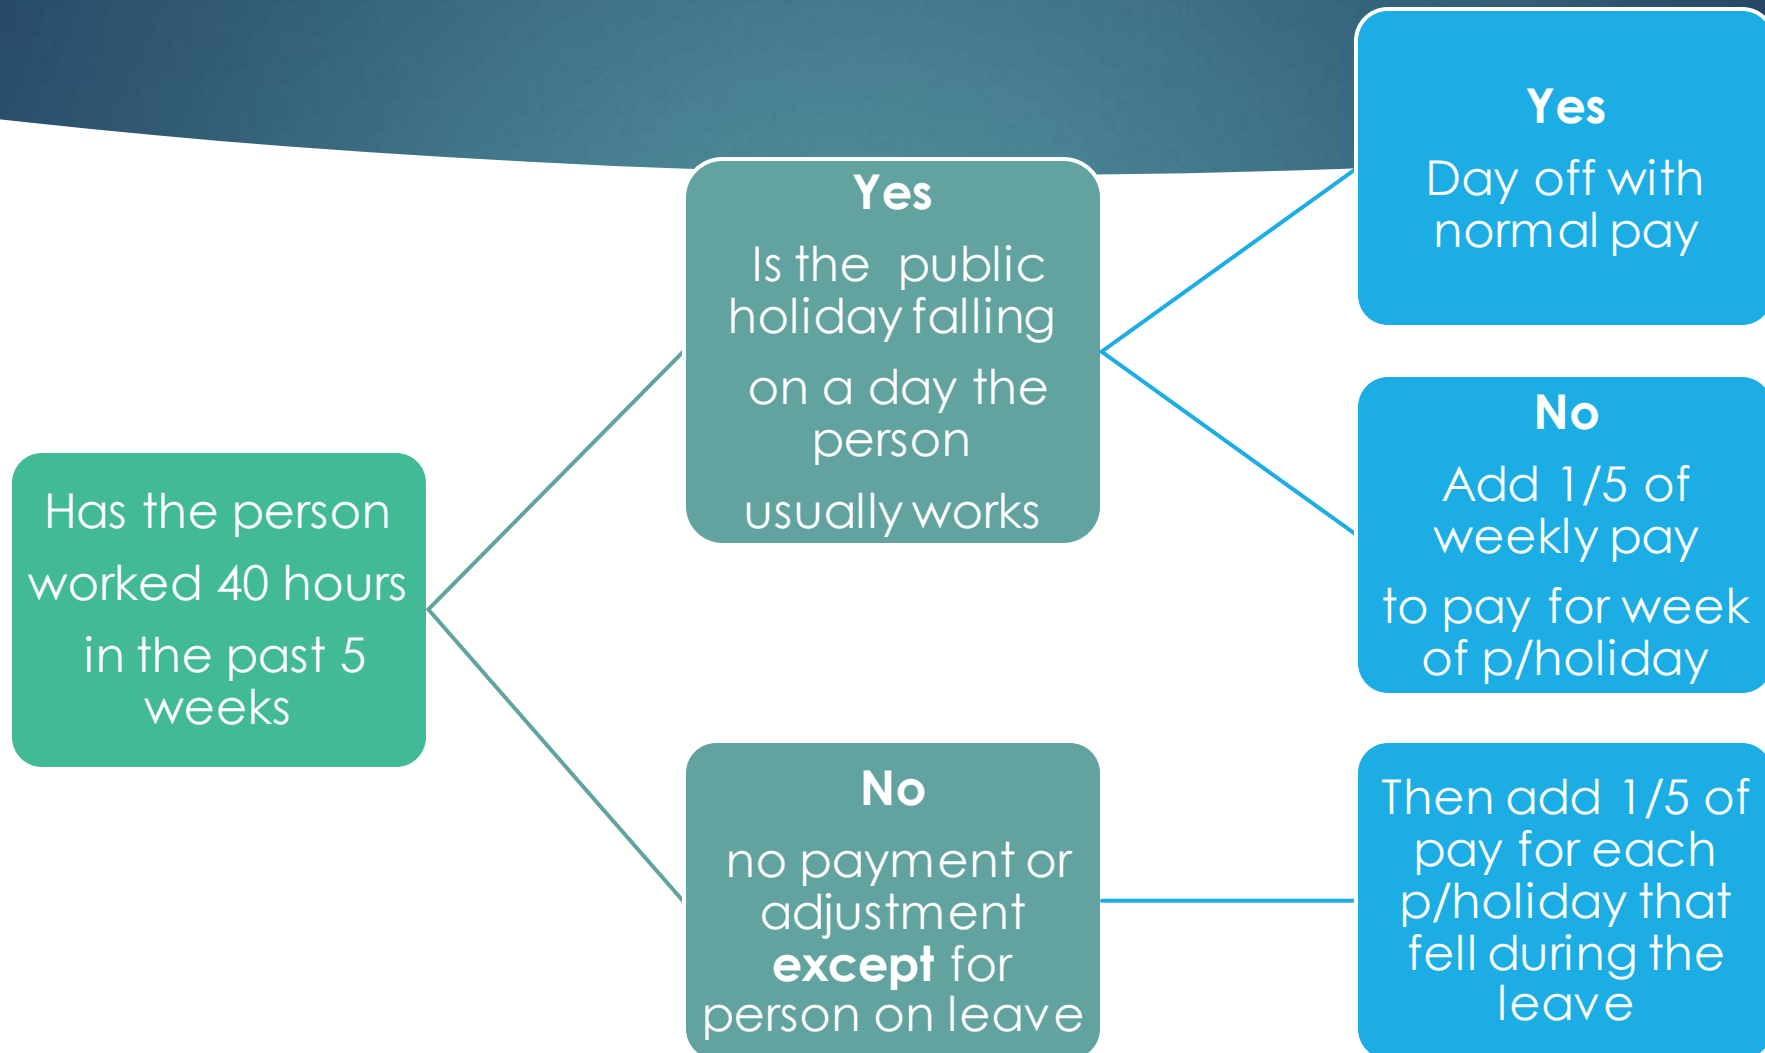 Has the person
worked 40 hours
in the past 5
weeks
Yes
Is the public
holiday falling
on a day the
person
usually works
No
no payment or
adjustment
except for
person on leave
Yes
Day off with
normal pay
No
Add 1/5 of
weekly pay
to pay for week
of p/holiday
Then add 1/5 of
pay for each
p/holiday that
fell during the
leave